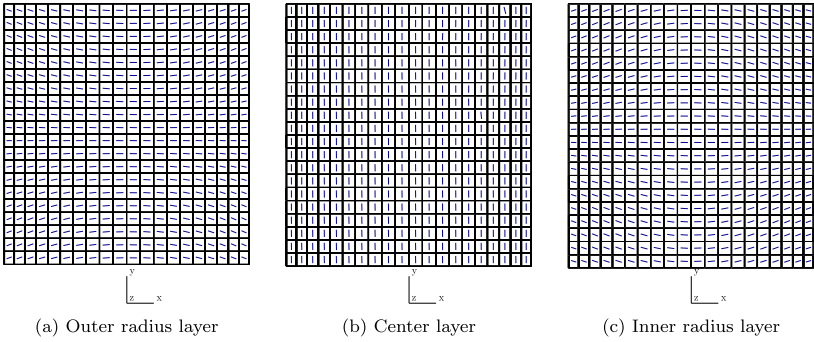 y
z x
y
z x
y
z x
(a) Outer radius layer
(b) Center layer
(c) Inner radius layer